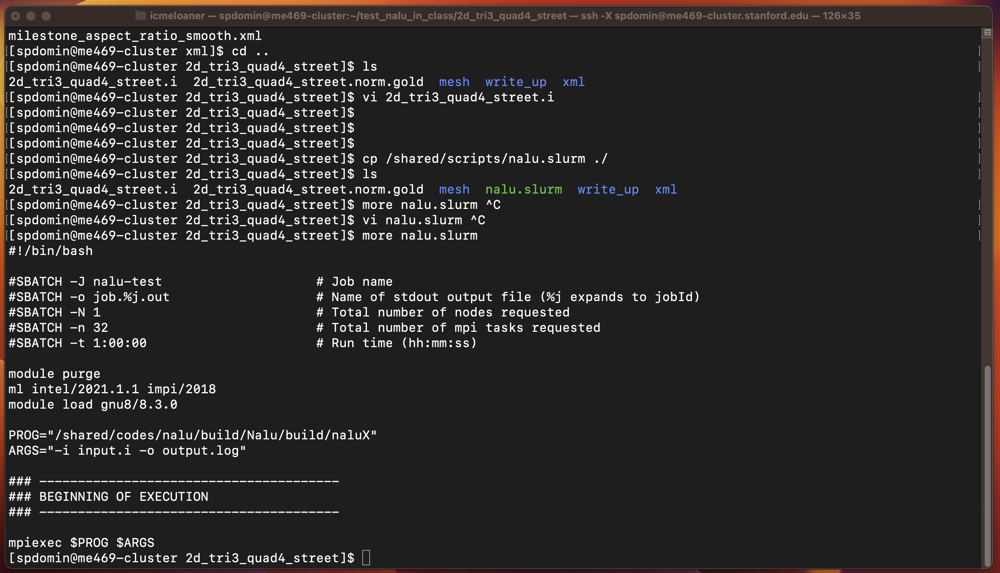 icmeloaner — spdomin@me469-cluster:~/test_nalu_in_class/2d_tri3_quad4_street — ssh -X spdomin@me469-cluster.stanford.edu — 126×35
milestone_aspect_ratio_smooth.xml
[[spdomin@me469-cluster xml]$ cd .. ]
[[spdomin@me469-cluster 2d_tri3_quad4_street]$ ls ]
2d_tri3_quad4_street.i  2d_tri3_quad4_street.norm.gold  mesh  write_up  xml
[[spdomin@me469-cluster 2d_tri3_quad4_street]$ vi 2d_tri3_quad4_street.i ]
[[spdomin@me469-cluster 2d_tri3_quad4_street]$ ]
[[spdomin@me469-cluster 2d_tri3_quad4_street]$ ]
[[spdomin@me469-cluster 2d_tri3_quad4_street]$ ]
[[spdomin@me469-cluster 2d_tri3_quad4_street]$ cp /shared/scripts/nalu.slurm ./ ]
[[spdomin@me469-cluster 2d_tri3_quad4_street]$ ls ]
2d_tri3_quad4_street.i  2d_tri3_quad4_street.norm.gold  mesh  nalu.slurm  write_up  xml
[[spdomin@me469-cluster 2d_tri3_quad4_street]$ more nalu.slurm ^C ]
[[spdomin@me469-cluster 2d_tri3_quad4_street]$ vi nalu.slurm ^C ]
[[spdomin@me469-cluster 2d_tri3_quad4_street]$ more nalu.slurm ]
#!/bin/bash
#SBATCH -J nalu-test                    # Job name
#SBATCH -o job.%j.out                   # Name of stdout output file (%j expands to jobId)
#SBATCH -N 1                            # Total number of nodes requested
#SBATCH -n 32                           # Total number of mpi tasks requested
#SBATCH -t 1:00:00                      # Run time (hh:mm:ss)
module purge
ml intel/2021.1.1 impi/2018
module load gnu8/8.3.0
PROG="/shared/codes/nalu/build/Nalu/build/naluX"
ARGS="-i input.i -o output.log"
### ---------------------------------------
### BEGINNING OF EXECUTION
### ---------------------------------------
mpiexec $PROG $ARGS
[spdomin@me469-cluster 2d_tri3_quad4_street]$